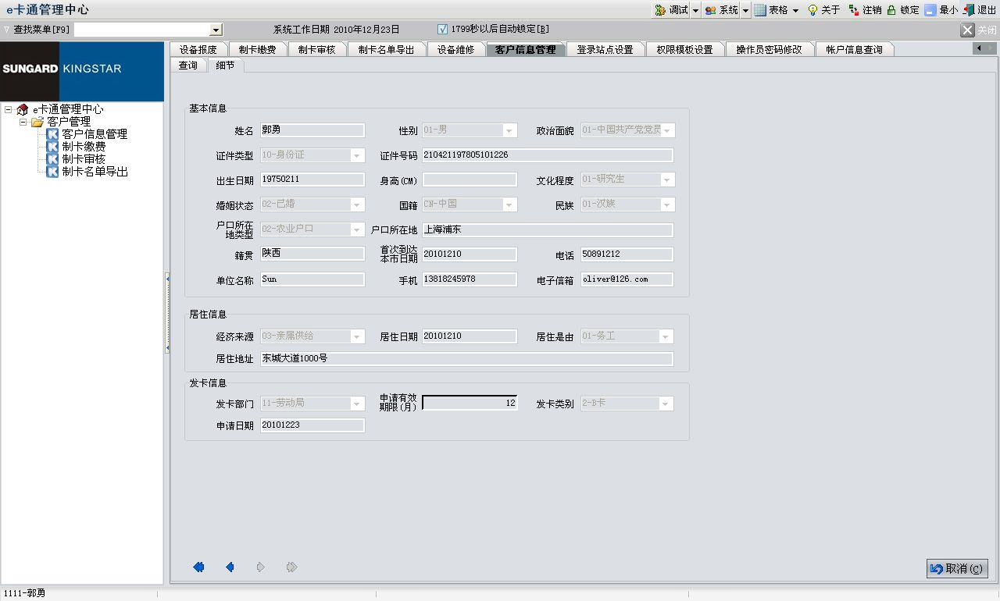 e卡通管理中心 调试 系统 表格 关于 注销 锁定 最小 退出
查找菜单[F9] 系统工作日期 2010年12月23日 1799秒以后自动锁定[B] 关闭
设备报废 制卡缴费 制卡审核 制卡名单导出 设备维修 客户信息管理 登录站点设置 权限模板设置 操作员密码修改 帐户信息查询
查询 细节
SUNGARD KINGSTAR
e卡通管理中心
客户管理
客户信息管理
制卡缴费
制卡审核
制卡名单导出
基本信息
姓名 郭勇 性别 01-男 政治面貌 01-中国共产党党员
证件类型 10-身份证 证件号码 210421197805101226
出生日期 19750211 身高(CM) 文化程度 01-研究生
婚姻状态 02-已婚 国籍 CN-中国 民族 01-汉族
户口所在地类型 02-农业户口 户口所在地 上海浦东
籍贯 陕西 首次到达本市日期 20101210 电话 50891212
单位名称 Sun 手机 13818245978 电子信箱 oliver@126.com
居住信息
经济来源 03-亲属供给 居住日期 20101210 居住是由 01-务工
居住地址 东城大道1000号
发卡信息
发卡部门 11-劳动局 申请有效期限(月) 12 发卡类别 2-B卡
申请日期 20101223
取消(C)
1111-郭勇